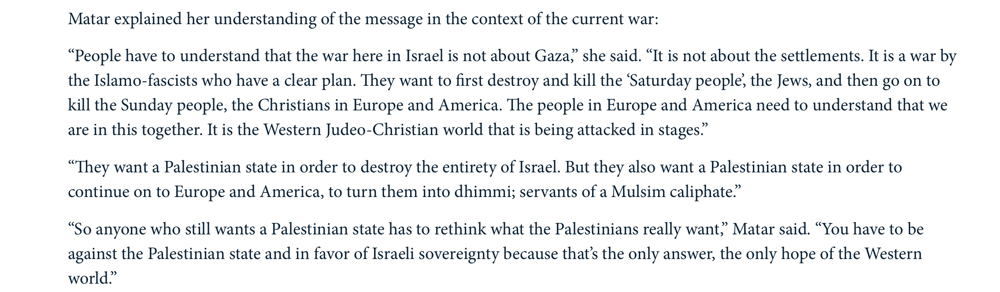 Matar explained her understanding of the message in the context of the current war:
“People have to understand that the war here in Israel is not about Gaza,” she said. “It is not about the settlements. It is a war by
the Islamo-fascists who have a clear plan. They want to first destroy and kill the ‘Saturday people’, the Jews, and then go on to
kill the Sunday people, the Christians in Europe and America. The people in Europe and America need to understand that we
are in this together. It is the Western Judeo-Christian world that is being attacked in stages.”
“They want a Palestinian state in order to destroy the entirety of Israel. But they also want a Palestinian state in order to
continue on to Europe and America, to turn them into dhimmi; servants of a Mulsim caliphate.”
“So anyone who still wants a Palestinian state has to rethink what the Palestinians really want,” Matar said. “You have to be
against the Palestinian state and in favor of Israeli sovereignty because that’s the only answer, the only hope of the Western
world.”